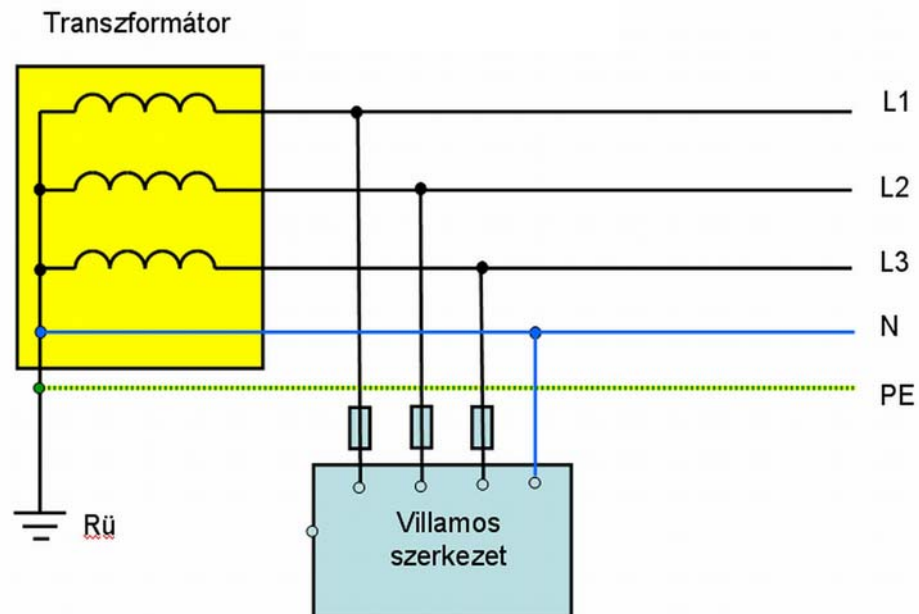 Transzformátor
L1
L2
L3
N
PE
Rü
Villamos
szerkezet